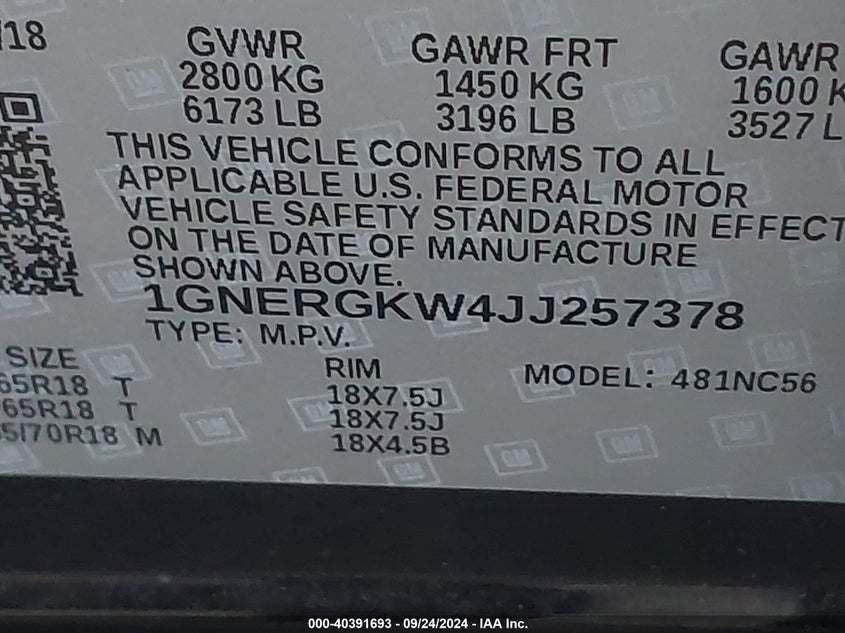 /18
GVWR GAWR FRT GAWR
2800 KG 1450 KG 1600 K
6173 LB 3196 LB 3527 L
THIS VEHICLE CONFORMS TO ALL
APPLICABLE U.S. FEDERAL MOTOR
VEHICLE SAFETY STANDARDS IN EFFECT
ON THE DATE OF MANUFACTURE
SHOWN ABOVE.
1GNERGKW4JJ257378
TYPE: M.P.V.
SIZE RIM MODEL: 481NC56
65R18 T 18X7.5J
/65R18 T 18X7.5J
5/70R18 M 18X4.5B
000-40391693 - 09/24/2024 - IAA Inc.